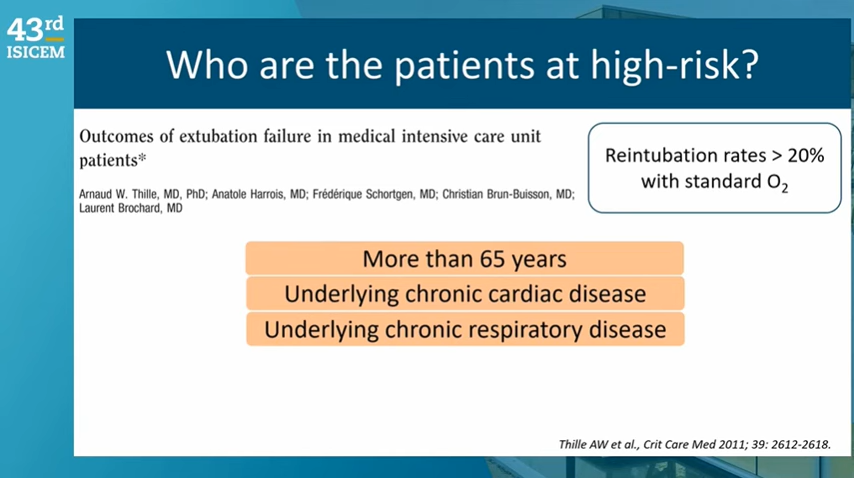 43rd
ISICEM
Who are the patients at high-risk?
Outcomes of extubation failure in medical intensive care unit
patients*
Arnaud W. Thille, MD, PhD; Anatole Harrois, MD; Frédérique Schortgen, MD; Christian Brun-Buisson, MD;
Laurent Brochard, MD
Reintubation rates > 20%
with standard O₂
More than 65 years
Underlying chronic cardiac disease
Underlying chronic respiratory disease
Thille AW et al., Crit Care Med 2011; 39: 2612-2618.